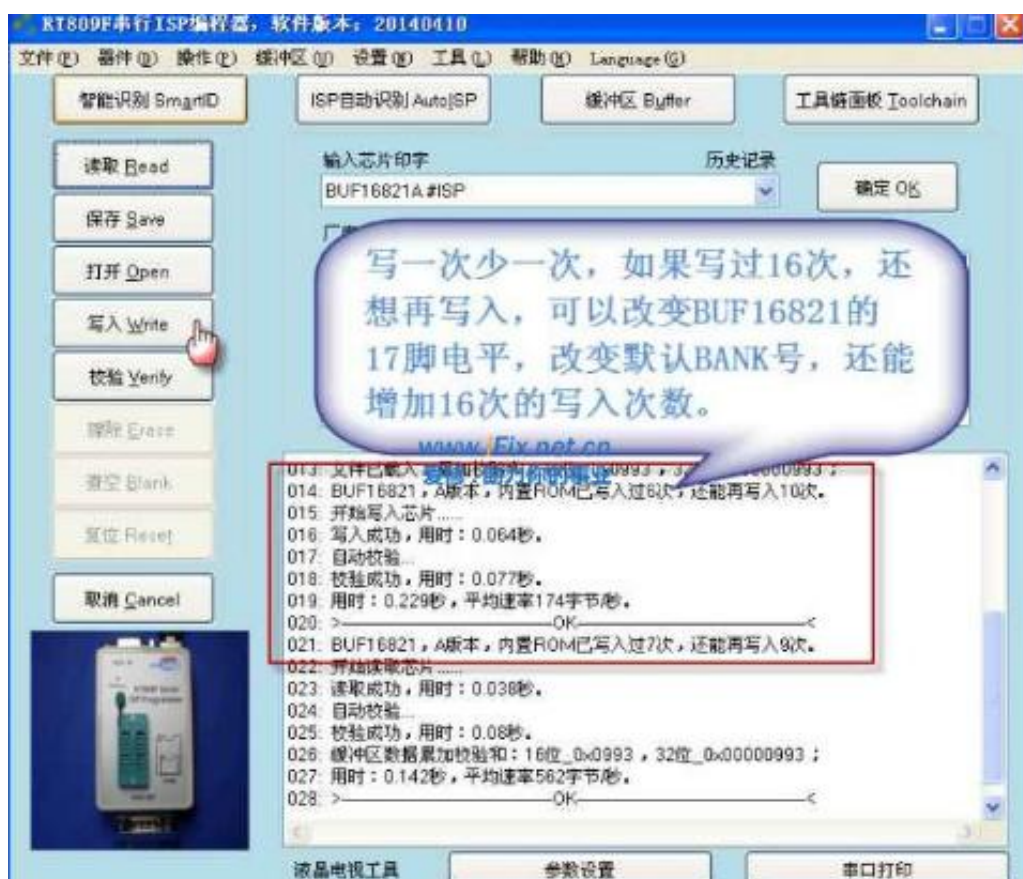 RT809F串行ISP编程器，软件版本：20140410
文件(F) 器件(D) 操作(P) 缓冲区(V) 设置(W) 工具(L) 帮助(H) Language(G)
智能识别 SmartID
ISP自动识别 AutoISP
缓冲区 Buffer
工具链面板 Toolchain
读取 Read
输入芯片印字
历史记录
BUF16821A #ISP
确定 OK
保存 Save
打开 Open
写入 Write
校验 Verify
擦除 Erase
查空 Blank
复位 Reset
取消 Cancel
写一次少一次，如果写过16次，还
想再写入，可以改变BUF16821的
17脚电平，改变默认BANK号，还能
增加16次的写入次数。
www.iFix.net.cn
爱修·助力你的事业
013: 文件已载入
014: BUF16821，A版本，内置ROM已写入过6次，还能再写入10次。
015: 开始写入芯片......
016: 写入成功，用时：0.064秒。
017: 自动校验...
018: 校验成功，用时：0.077秒。
019: 用时：0.229秒，平均速率174字节/秒。
020: >————————OK————————<
021: BUF16821，A版本，内置ROM已写入过7次，还能再写入9次。
022: 开始读取芯片......
023: 读取成功，用时：0.038秒。
024: 自动校验...
025: 校验成功，用时：0.08秒。
026: 缓冲区数据累加校验和：16位_0x0993，32位_0x00000993；
027: 用时：0.142秒，平均速率562字节/秒。
028: >————————OK————————<
液晶电视工具
参数设置
串口打印